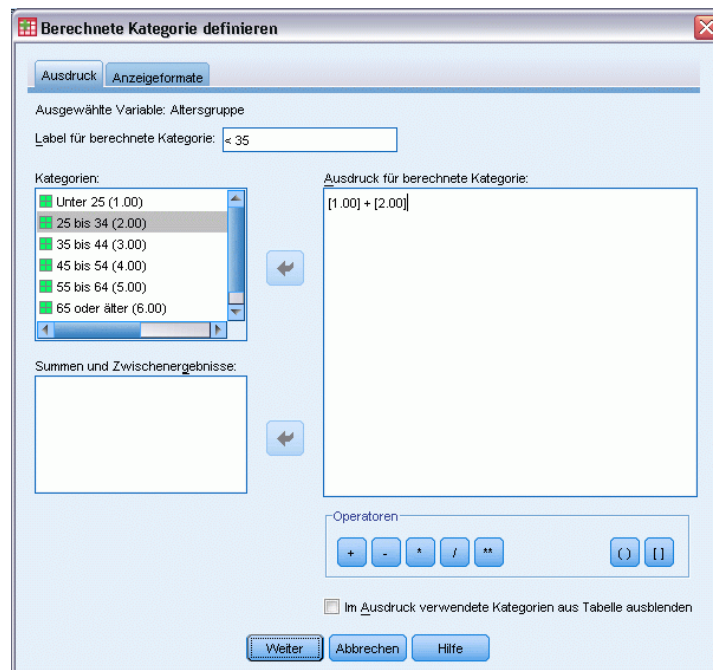 Berechnete Kategorie definieren
Ausdruck Anzeigeformate
Ausgewählte Variable: Altersgruppe
Label für berechnete Kategorie: < 35
Kategorien:
Unter 25 (1.00)
25 bis 34 (2.00)
35 bis 44 (3.00)
45 bis 54 (4.00)
55 bis 64 (5.00)
65 oder älter (6.00)
Ausdruck für berechnete Kategorie:
[1.00] + [2.00]
Summen und Zwischenergebnisse:
Operatoren
+ - * / ** ( ) [ ]
Im Ausdruck verwendete Kategorien aus Tabelle ausblenden
Weiter Abbrechen Hilfe